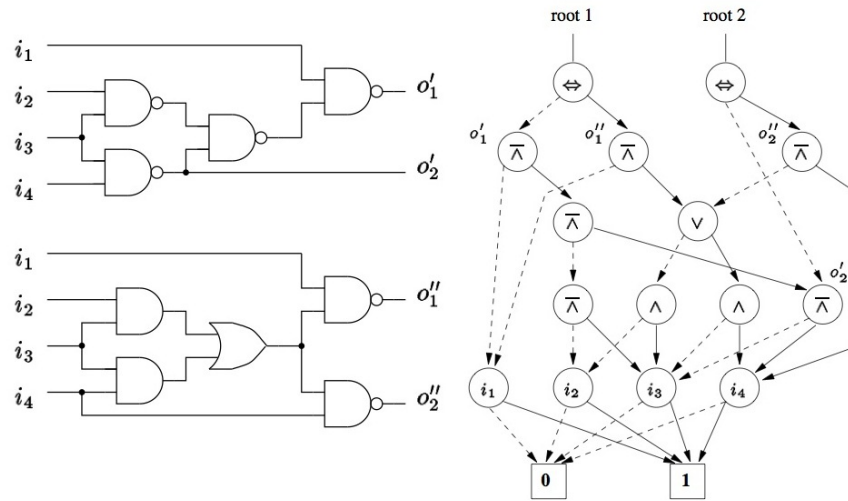 root 1 root 2
i₁
i₂
i₃
i₄
o′₁
o′₂
i₁
i₂
i₃
i₄
o″₁
o″₂
⇔ ⇔
o′₁ ⊼ o″₁ ⊼ o″₂ ⊼
⊼ ∨
o′₂
⊼ ∧ ∧ ⊼
i₁ i₂ i₃ i₄
0 1